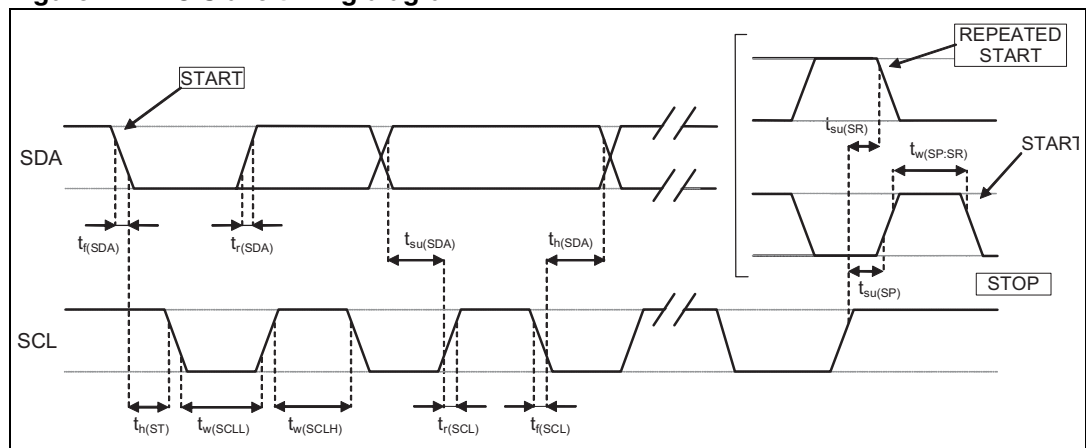 REPEATED
START
START
t_su(SR)
t_w(SP:SR)
START
SDA
t_f(SDA)
t_r(SDA)
t_su(SDA)
t_h(SDA)
t_su(SP)
STOP
SCL
t_h(ST)
t_w(SCLL)
t_w(SCLH)
t_r(SCL)
t_f(SCL)